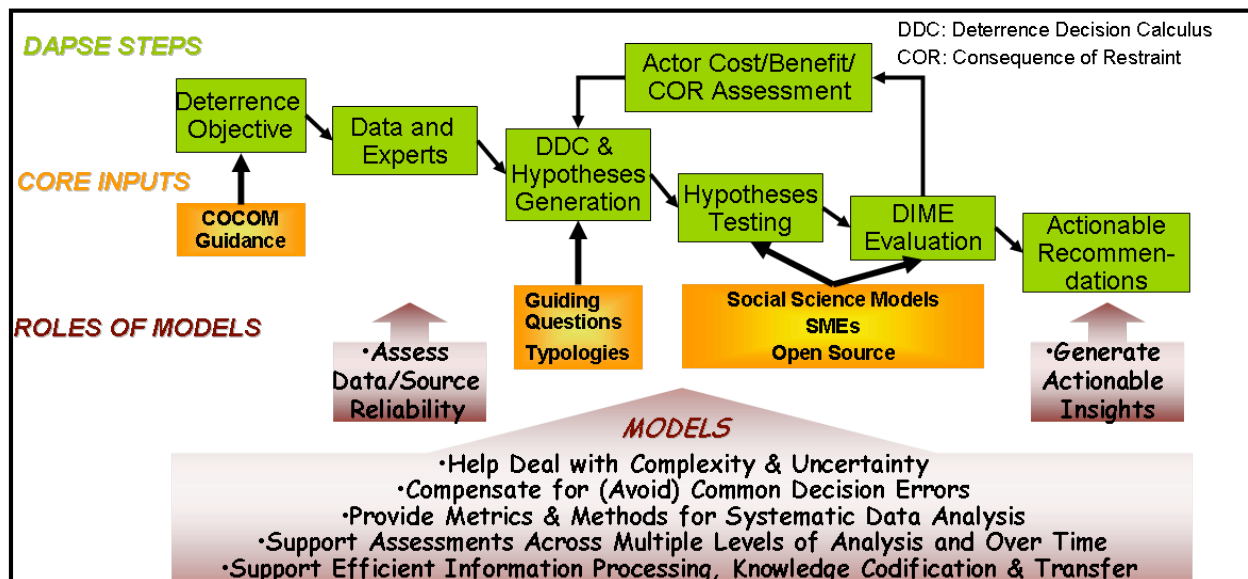 DAPSE STEPS
DDC: Deterrence Decision Calculus
COR: Consequence of Restraint
Actor Cost/Benefit/
COR Assessment
Deterrence
Objective
Data and
Experts
DDC &
Hypotheses
Generation
Hypotheses
Testing
DIME
Evaluation
Actionable
Recommen-
dations
CORE INPUTS
COCOM
Guidance
Guiding
Questions
Typologies
Social Science Models
SMEs
Open Source
ROLES OF MODELS
•Assess
Data/Source
Reliability
•Generate
Actionable
Insights
MODELS
•Help Deal with Complexity & Uncertainty
•Compensate for (Avoid) Common Decision Errors
•Provide Metrics & Methods for Systematic Data Analysis
•Support Assessments Across Multiple Levels of Analysis and Over Time
•Support Efficient Information Processing, Knowledge Codification & Transfer